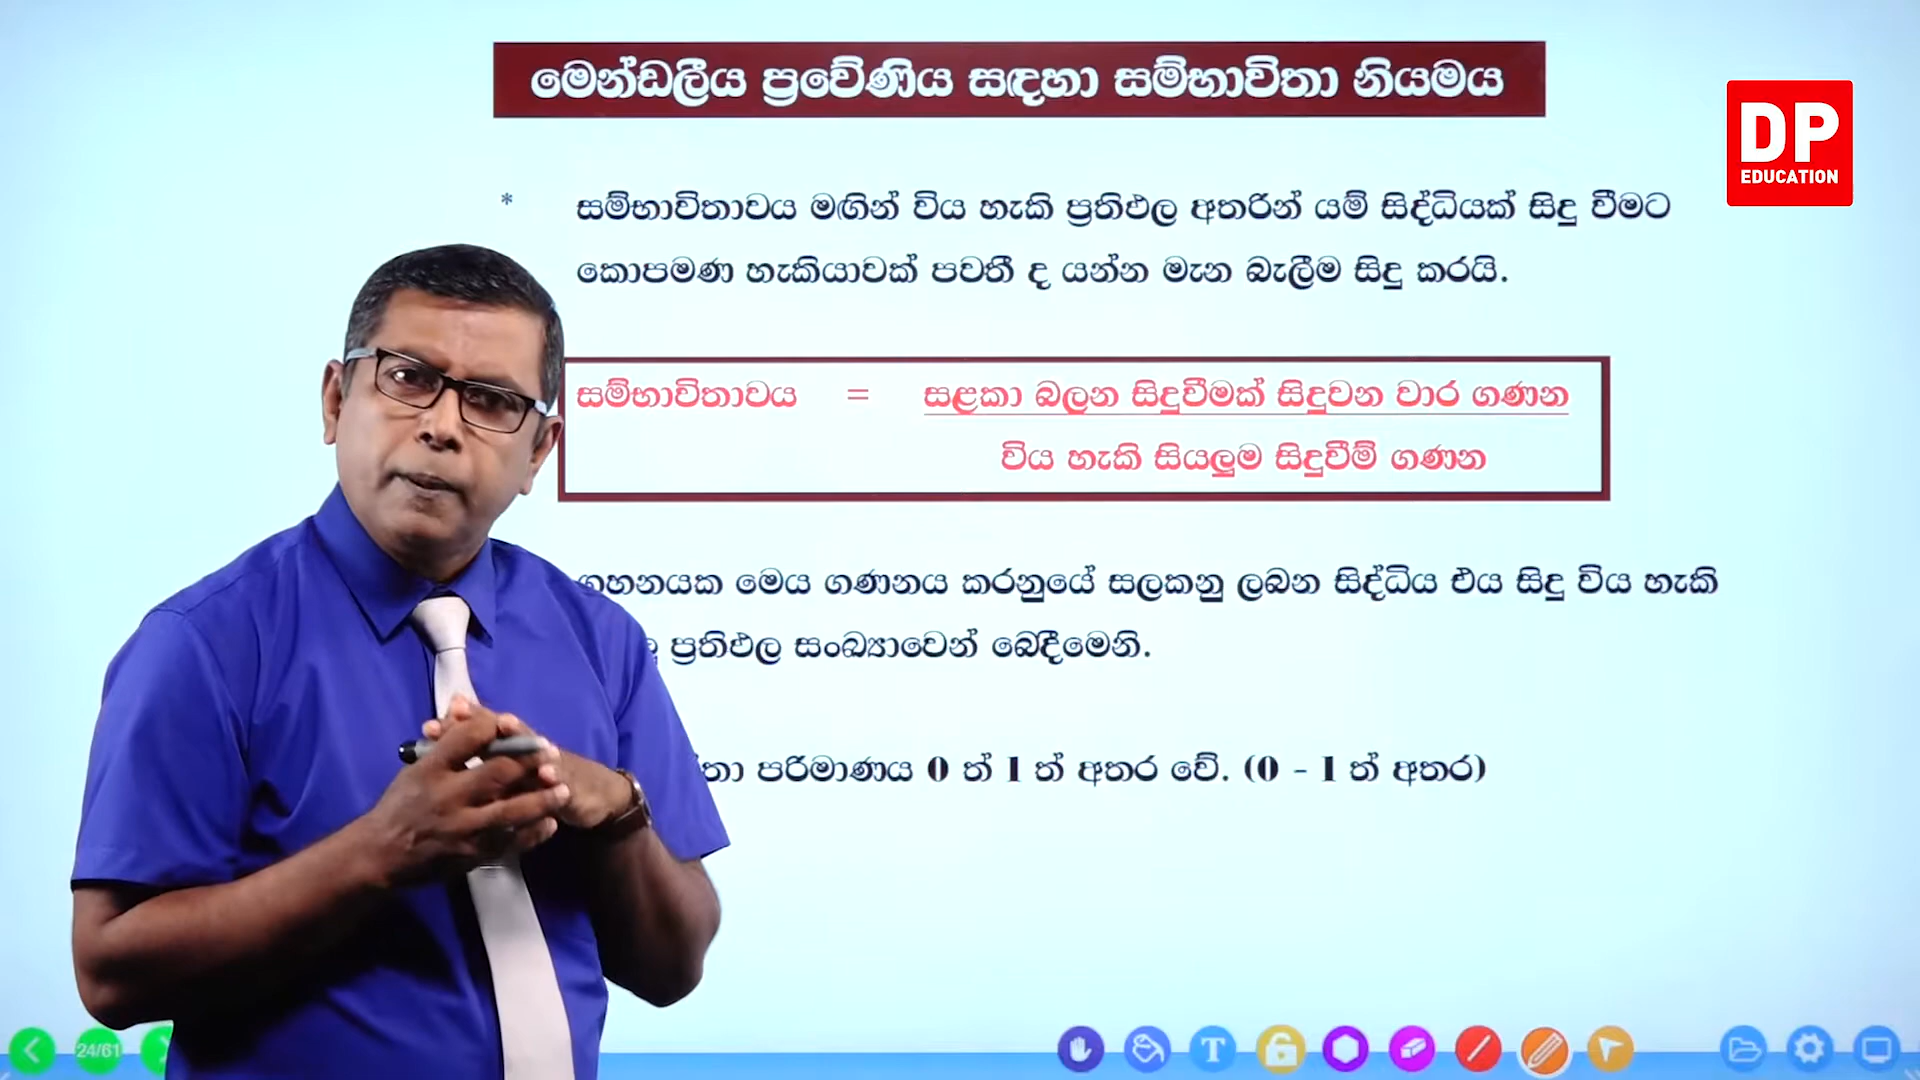 මෙන්ඩලීය ප්‍රවේණිය සඳහා සම්භාවිතා නියමය
DP
EDUCATION
* සම්භාවිතාවය මඟින් විය හැකි ප්‍රතිඵල අතරින් යම් සිද්ධියක් සිදු වීමට
කොපමණ හැකියාවක් පවතී ද යන්න මැන බැලීම සිදු කරයි.
සම්භාවිතාවය = සළකා බලන සිදුවීමක් සිදුවන වාර ගණන
විය හැකි සියලුම සිදුවීම් ගණන
මෙය ගණනය කරනුයේ සලකනු ලබන සිද්ධිය එය සිදු විය හැකි
ප්‍රතිඵල සංඛ්‍යාවෙන් බෙදීමෙනි.
පරිමාණය 0 ත් 1 ත් අතර වේ. (0 - 1 ත් අතර)
24/61